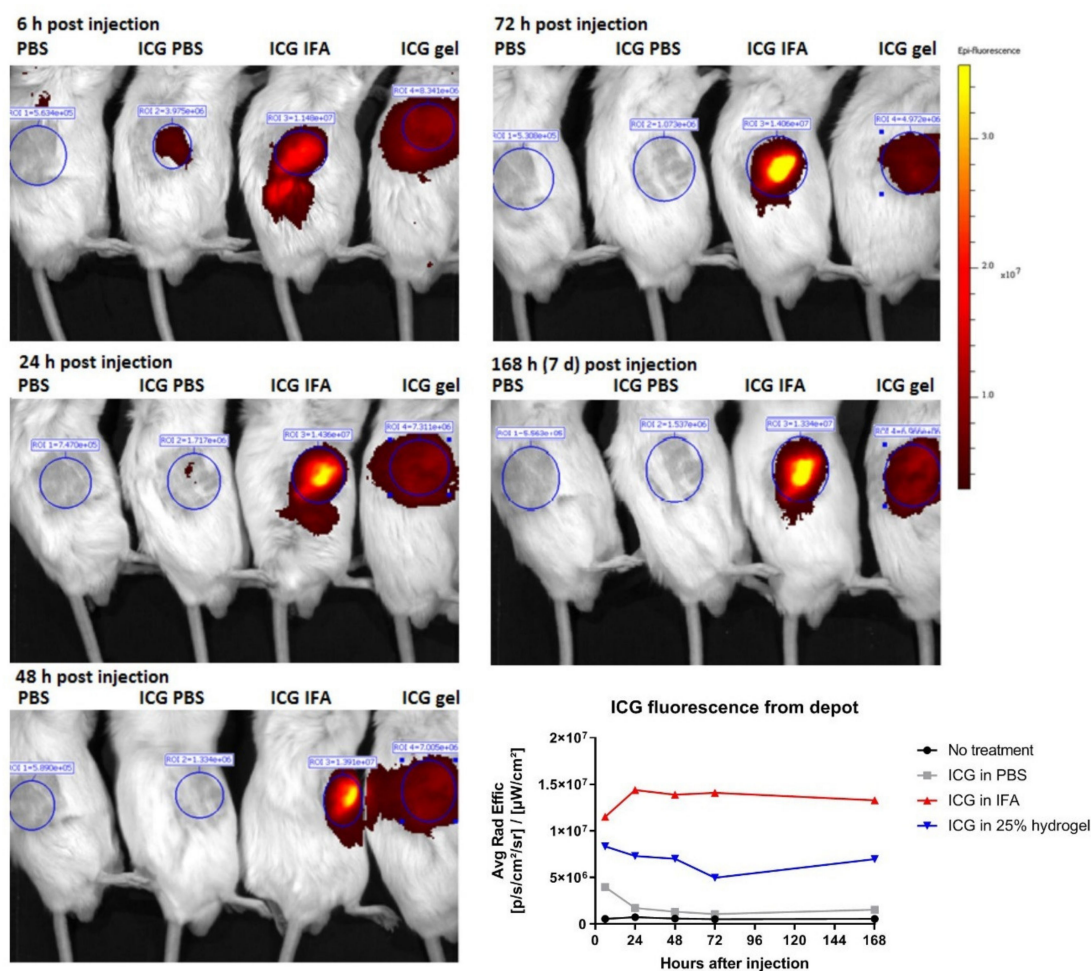 6 h post injection
PBS ICG PBS ICG IFA ICG gel
ROI 1=5.634e+05
ROI 2=3.975e+06
ROI 3=1.148e+07
ROI 4=8.341e+06
72 h post injection
PBS ICG PBS ICG IFA ICG gel
ROI 1=5.308e+05
ROI 2=1.073e+06
ROI 3=1.406e+07
ROI 4=4.972e+06
Epi-fluorescence
3.0
2.0
x10⁷
1.0
24 h post injection
PBS ICG PBS ICG IFA ICG gel
ROI 1=7.470e+05
ROI 2=1.717e+06
ROI 3=1.436e+07
ROI 4=7.311e+06
168 h (7 d) post injection
PBS ICG PBS ICG IFA ICG gel
ROI 2=1.537e+06
ROI 3=1.334e+07
48 h post injection
PBS ICG PBS ICG IFA ICG gel
ROI 1=5.890e+05
ROI 2=1.334e+06
ROI 3=1.391e+07
ROI 4=7.005e+06
ICG fluorescence from depot
Avg Rad Effic
[p/s/cm²/sr] / [µW/cm²]
2×10⁷
1.5×10⁷
1×10⁷
5×10⁶
0
0 24 48 72 96 120 144 168
Hours after injection
No treatment
ICG in PBS
ICG in IFA
ICG in 25% hydrogel